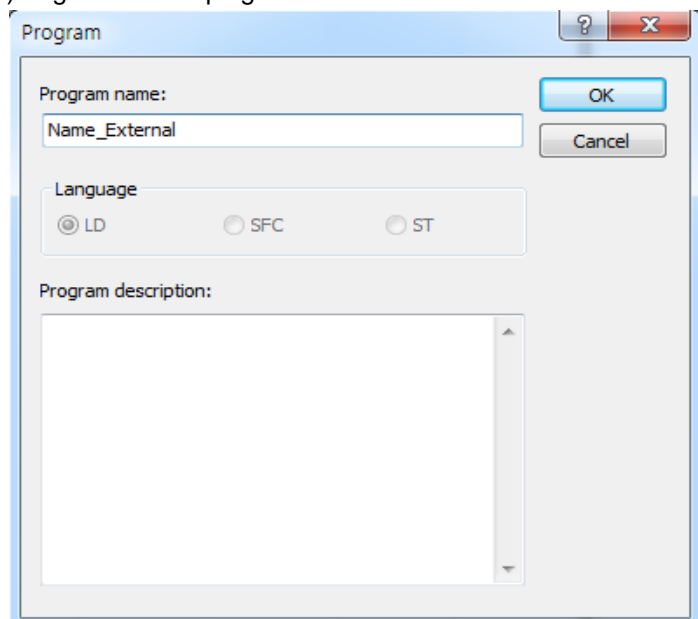 Program
Program name:
OK
Name_External
Cancel
Language
LD SFC ST
Program description: